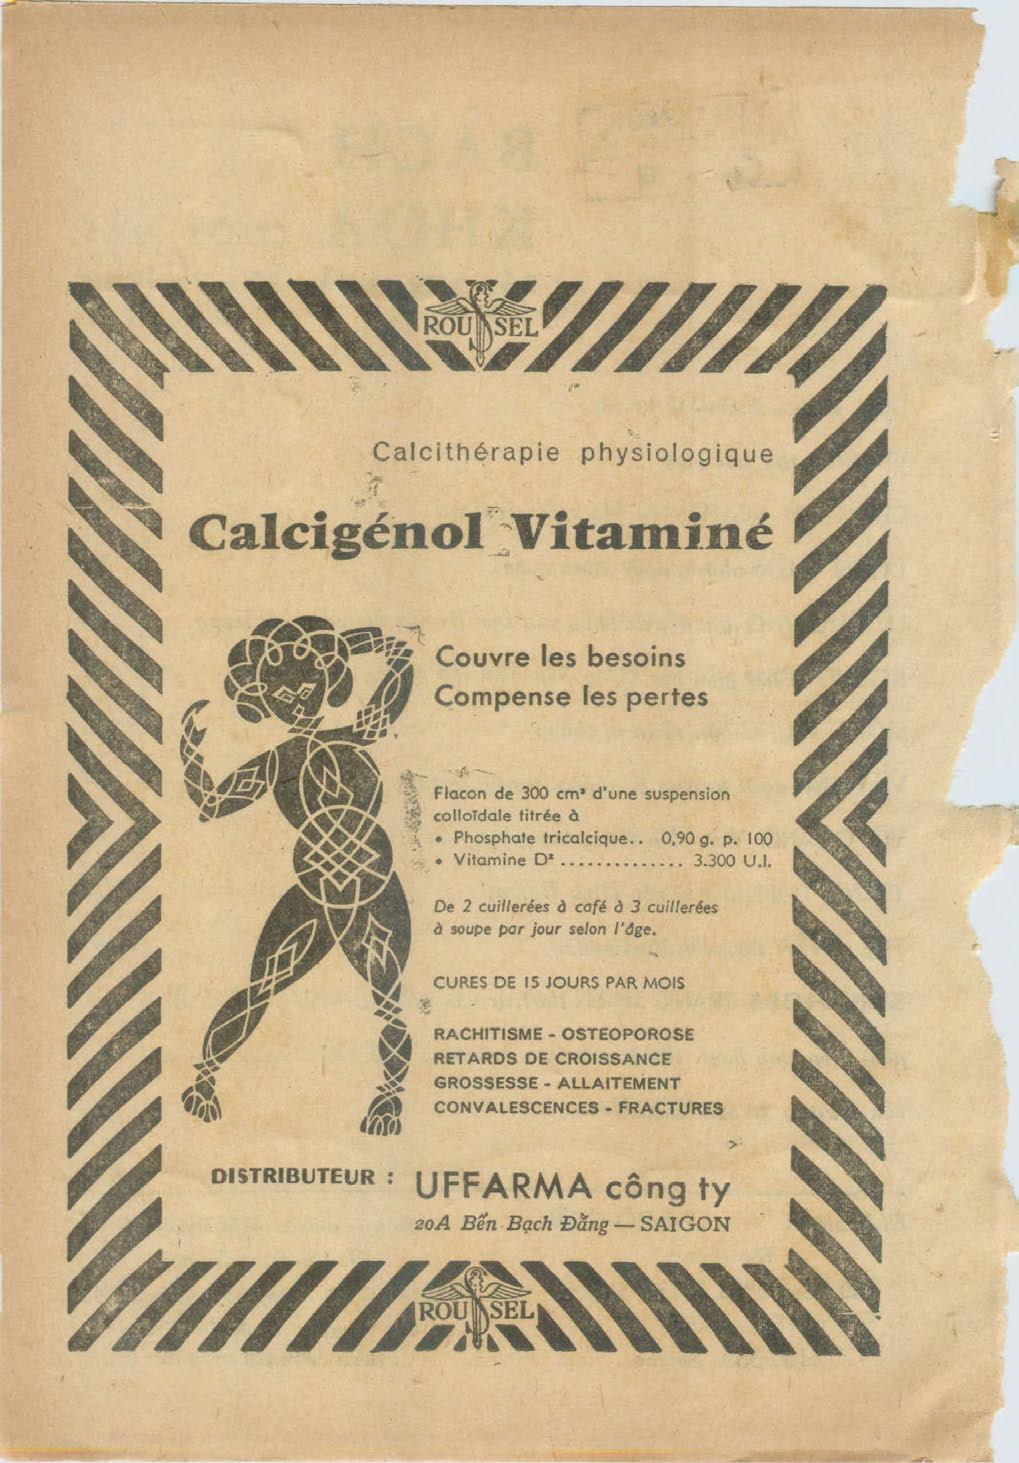 ROUSSEL
Calcithérapie physiologique
Calcigénol Vitaminé
Couvre les besoins
Compense les pertes
Flacon de 300 cm³ d'une suspension
colloïdale titrée à
• Phosphate tricalcique.. 0,90 g. p. 100
• Vitamine D² .............. 3.300 U.I.
De 2 cuillerées à café à 3 cuillerées
à soupe par jour selon l'âge.
CURES DE 15 JOURS PAR MOIS
RACHITISME - OSTEOPOROSE
RETARDS DE CROISSANCE
GROSSESSE - ALLAITEMENT
CONVALESCENCES - FRACTURES
DISTRIBUTEUR : UFFARMA công ty
20A Bến Bạch Đằng — SAIGON
ROUSSEL